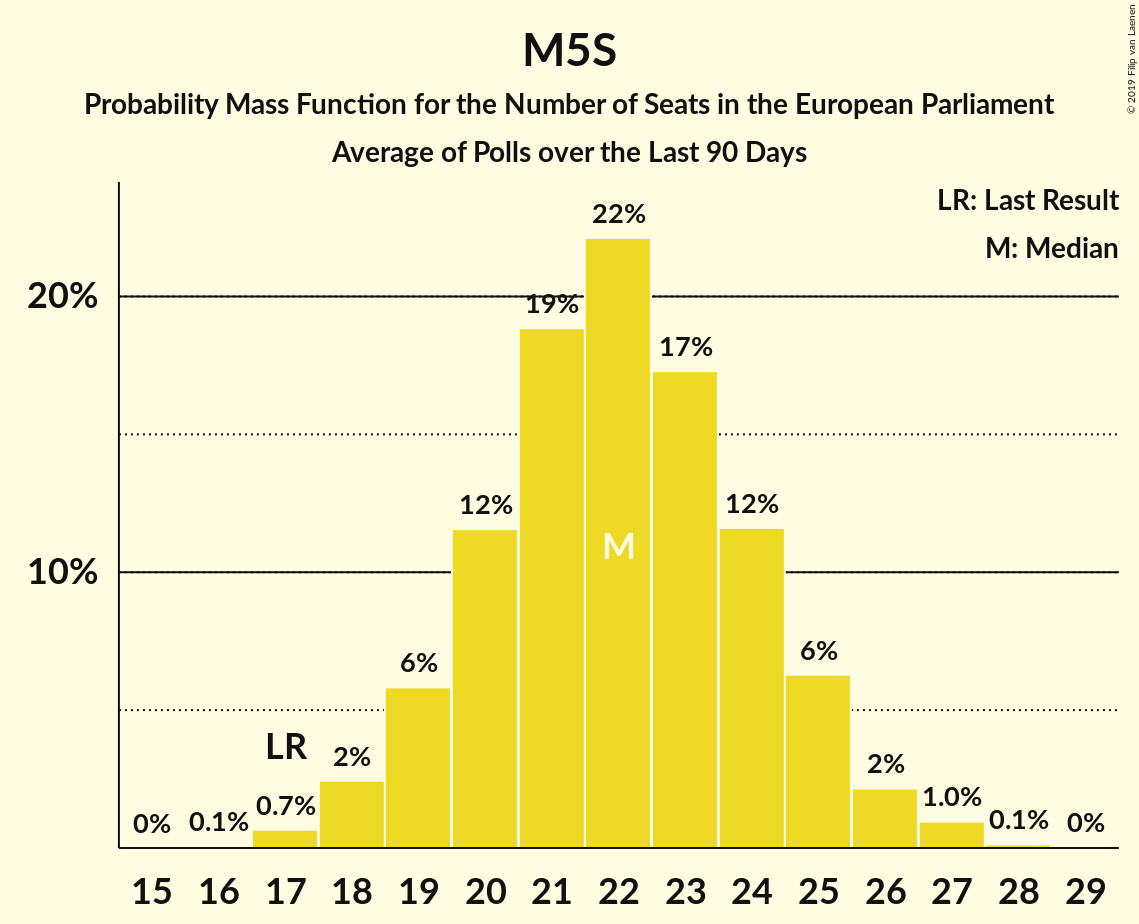 M5S
Probability Mass Function for the Number of Seats in the European Parliament
Average of Polls over the Last 90 Days
© 2019 Filip van Laenen
LR: Last Result
M: Median
20%
10%
0%
0.1%
0.7%
LR
2%
6%
12%
19%
22%
M
17%
12%
6%
2%
1.0%
0.1%
0%
15 16 17 18 19 20 21 22 23 24 25 26 27 28 29